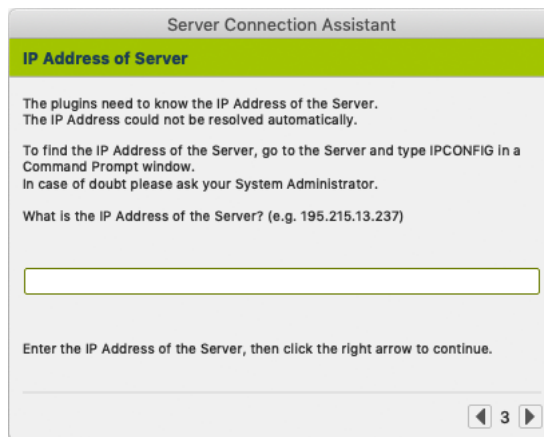 Server Connection Assistant
IP Address of Server
The plugins need to know the IP Address of the Server.
The IP Address could not be resolved automatically.
To find the IP Address of the Server, go to the Server and type IPCONFIG in a
Command Prompt window.
In case of doubt please ask your System Administrator.
What is the IP Address of the Server? (e.g. 195.215.13.237)
Enter the IP Address of the Server, then click the right arrow to continue.
3